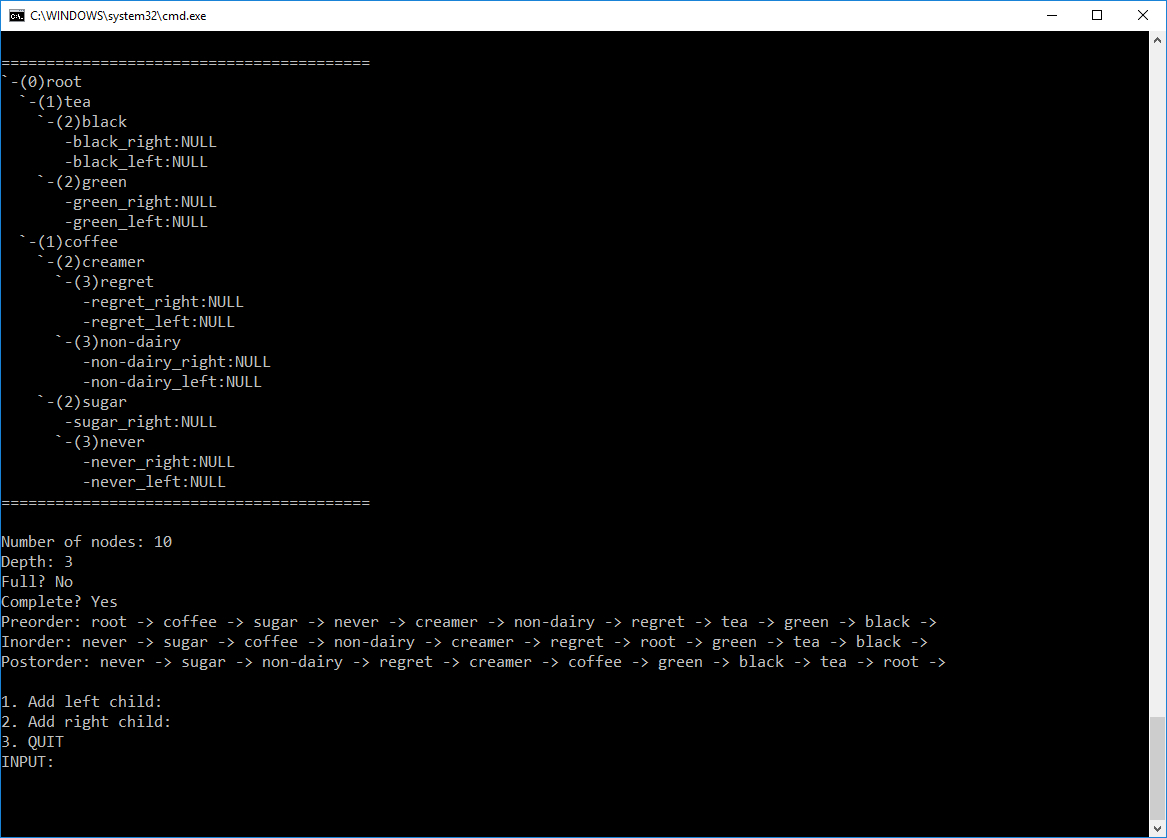 C:\WINDOWS\system32\cmd.exe
=========================================
`-(0)root
  `-(1)tea
    `-(2)black
       -black_right:NULL
       -black_left:NULL
    `-(2)green
       -green_right:NULL
       -green_left:NULL
  `-(1)coffee
    `-(2)creamer
      `-(3)regret
         -regret_right:NULL
         -regret_left:NULL
      `-(3)non-dairy
         -non-dairy_right:NULL
         -non-dairy_left:NULL
    `-(2)sugar
       -sugar_right:NULL
      `-(3)never
         -never_right:NULL
         -never_left:NULL
=========================================
Number of nodes: 10
Depth: 3
Full? No
Complete? Yes
Preorder: root -> coffee -> sugar -> never -> creamer -> non-dairy -> regret -> tea -> green -> black ->
Inorder: never -> sugar -> coffee -> non-dairy -> creamer -> regret -> root -> green -> tea -> black ->
Postorder: never -> sugar -> non-dairy -> regret -> creamer -> coffee -> green -> black -> tea -> root ->
1. Add left child:
2. Add right child:
3. QUIT
INPUT: